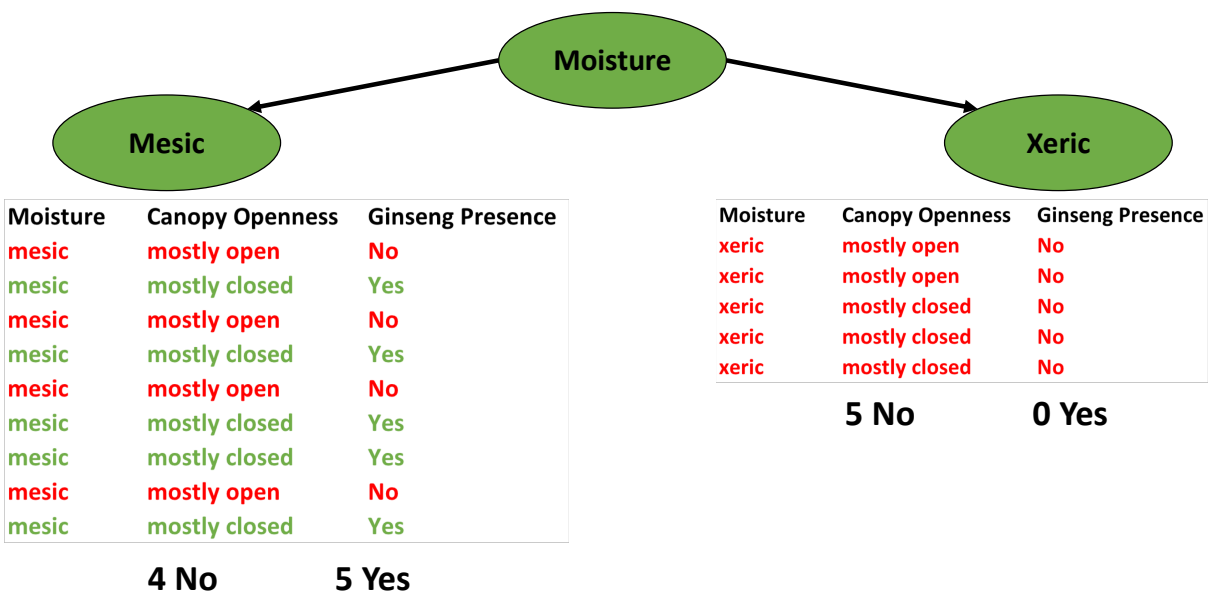 Moisture
Mesic
Xeric
Moisture Canopy Openness Ginseng Presence
mesic mostly open No
mesic mostly closed Yes
mesic mostly open No
mesic mostly closed Yes
mesic mostly open No
mesic mostly closed Yes
mesic mostly closed Yes
mesic mostly open No
mesic mostly closed Yes
4 No 5 Yes
Moisture Canopy Openness Ginseng Presence
xeric mostly open No
xeric mostly open No
xeric mostly closed No
xeric mostly closed No
xeric mostly closed No
5 No 0 Yes